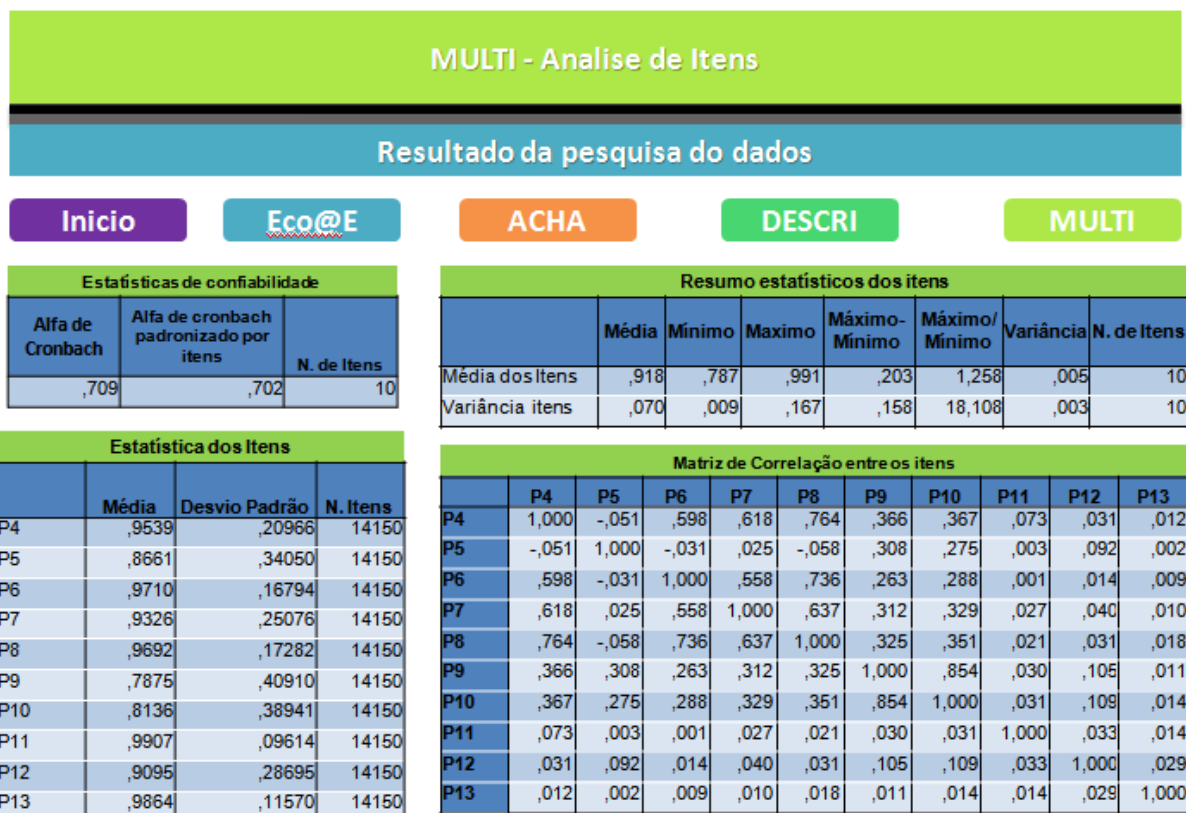 MULTI - Analise de Itens
Resultado da pesquisa do dados
Inicio Eco@E ACHA DESCRI MULTI
Estatísticas de confiabilidade
Alfa de Cronbach Alfa de cronbach padronizado por itens N. de Itens
,709 ,702 10
Resumo estatísticos dos itens
Média Mínimo Maximo Máximo-Mínimo Máximo/Mínimo Variância N. de Itens
Média dos Itens ,918 ,787 ,991 ,203 1,258 ,005 10
Variância itens ,070 ,009 ,167 ,158 18,108 ,003 10
Estatística dos Itens
Média Desvio Padrão N. Itens
P4 ,9539 ,20966 14150
P5 ,8661 ,34050 14150
P6 ,9710 ,16794 14150
P7 ,9326 ,25076 14150
P8 ,9692 ,17282 14150
P9 ,7875 ,40910 14150
P10 ,8136 ,38941 14150
P11 ,9907 ,09614 14150
P12 ,9095 ,28695 14150
P13 ,9864 ,11570 14150
Matriz de Correlação entre os itens
P4 P5 P6 P7 P8 P9 P10 P11 P12 P13
P4 1,000 -,051 ,598 ,618 ,764 ,366 ,367 ,073 ,031 ,012
P5 -,051 1,000 -,031 ,025 -,058 ,308 ,275 ,003 ,092 ,002
P6 ,598 -,031 1,000 ,558 ,736 ,263 ,288 ,001 ,014 ,009
P7 ,618 ,025 ,558 1,000 ,637 ,312 ,329 ,027 ,040 ,010
P8 ,764 -,058 ,736 ,637 1,000 ,325 ,351 ,021 ,031 ,018
P9 ,366 ,308 ,263 ,312 ,325 1,000 ,854 ,030 ,105 ,011
P10 ,367 ,275 ,288 ,329 ,351 ,854 1,000 ,031 ,109 ,014
P11 ,073 ,003 ,001 ,027 ,021 ,030 ,031 1,000 ,033 ,014
P12 ,031 ,092 ,014 ,040 ,031 ,105 ,109 ,033 1,000 ,029
P13 ,012 ,002 ,009 ,010 ,018 ,011 ,014 ,014 ,029 1,000